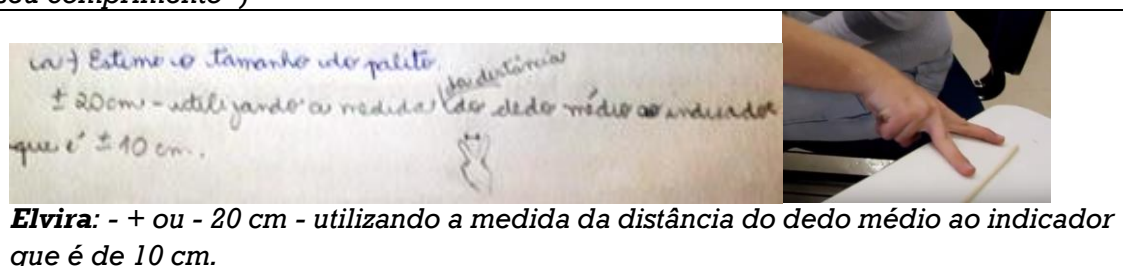 seu comprimento")
(a) Estime o tamanho do palito.
da distância
± 20cm - utilizando a medida do dedo médio ao indicador
que é ± 10 cm.
Elvira: - + ou - 20 cm - utilizando a medida da distância do dedo médio ao indicador
que é de 10 cm.